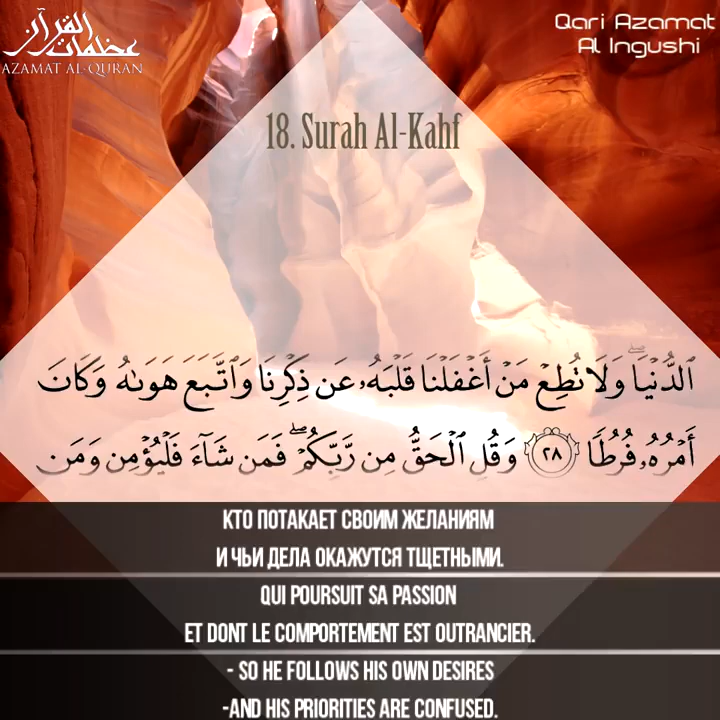 عظمات القرآن
AZAMAT AL-QURAN
Qari Azamat
Al Ingushi
18. Surah Al-Kahf
ٱلدُّنْيَا ۖ وَلَا تُطِعْ مَنْ أَغْفَلْنَا قَلْبَهُۥ عَن ذِكْرِنَا وَٱتَّبَعَ هَوَىٰهُ وَكَانَ
أَمْرُهُۥ فُرُطًا ۝٢٨ وَقُلِ ٱلْحَقُّ مِن رَّبِّكُمْ ۖ فَمَن شَآءَ فَلْيُؤْمِن وَمَن
КТО ПОТАКАЕТ СВОИМ ЖЕЛАНИЯМ
И ЧЬИ ДЕЛА ОКАЖУТСЯ ТЩЕТНЫМИ.
QUI POURSUIT SA PASSION
ET DONT LE COMPORTEMENT EST OUTRANCIER.
- SO HE FOLLOWS HIS OWN DESIRES
-AND HIS PRIORITIES ARE CONFUSED.